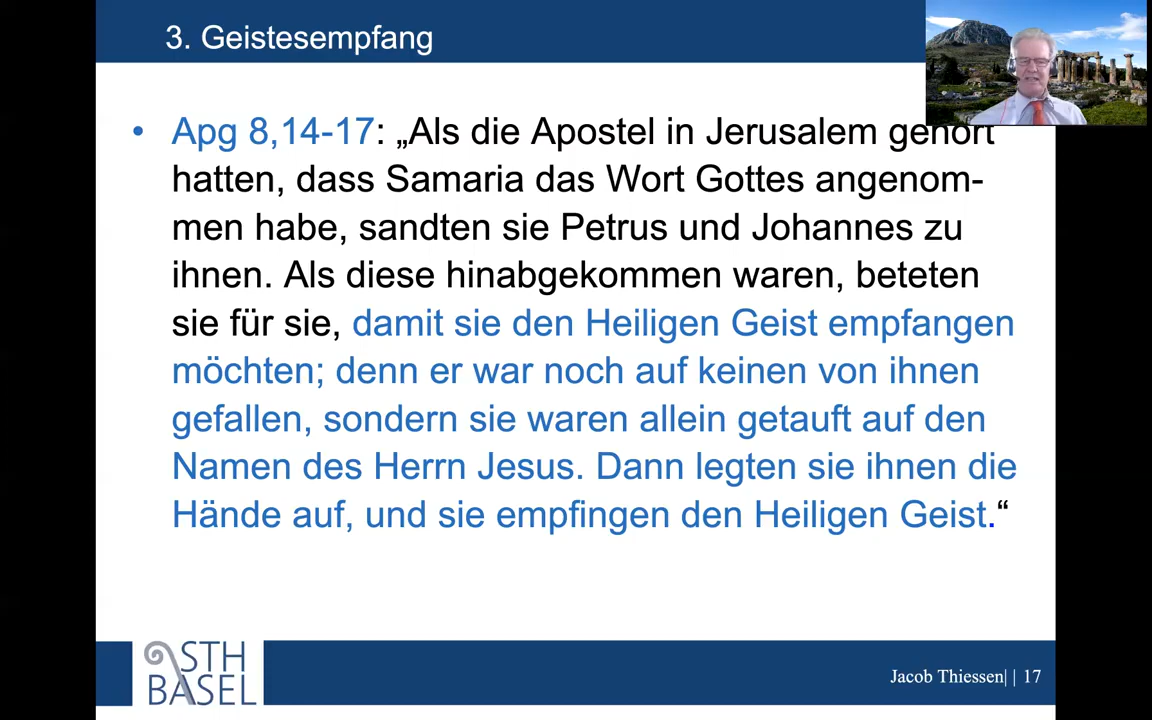 3. Geistesempfang
• Apg 8,14-17: „Als die Apostel in Jerusalem gehört
hatten, dass Samaria das Wort Gottes angenom-
men habe, sandten sie Petrus und Johannes zu
ihnen. Als diese hinabgekommen waren, beteten
sie für sie, damit sie den Heiligen Geist empfangen
möchten; denn er war noch auf keinen von ihnen
gefallen, sondern sie waren allein getauft auf den
Namen des Herrn Jesus. Dann legten sie ihnen die
Hände auf, und sie empfingen den Heiligen Geist.“
STH
BASEL
Jacob Thiessen| | 17